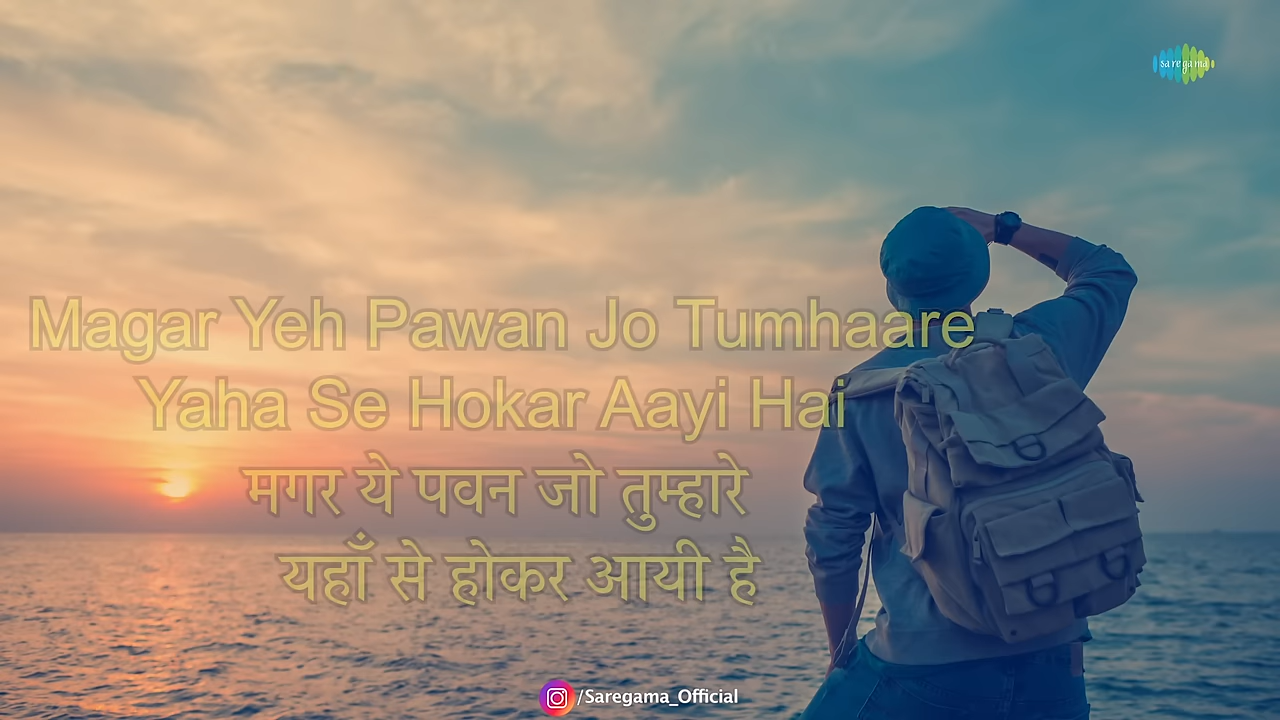 saregama
Magar Yeh Pawan Jo Tumhaare
Yaha Se Hokar Aayi Hai
मगर ये पवन जो तुम्हारे
यहाँ से होकर आयी है
/Saregama_Official